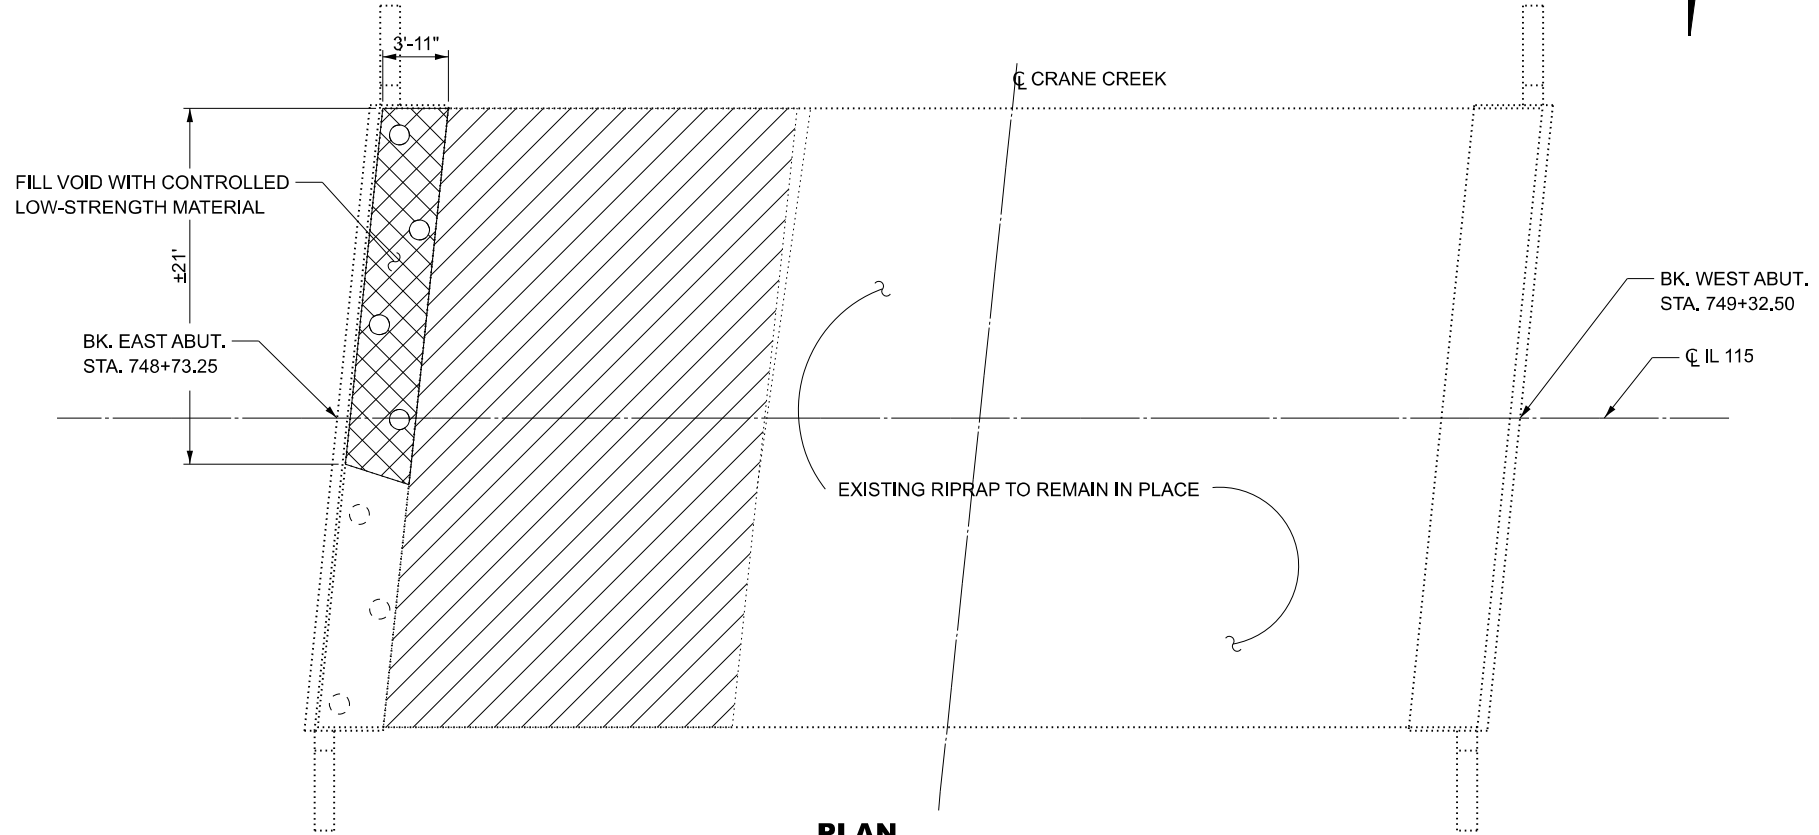 3'-11"
℄ CRANE CREEK
FILL VOID WITH CONTROLLED
LOW-STRENGTH MATERIAL
±21'
BK. EAST ABUT.
STA. 748+73.25
BK. WEST ABUT.
STA. 749+32.50
℄ IL 115
EXISTING RIPRAP TO REMAIN IN PLACE
PLAN